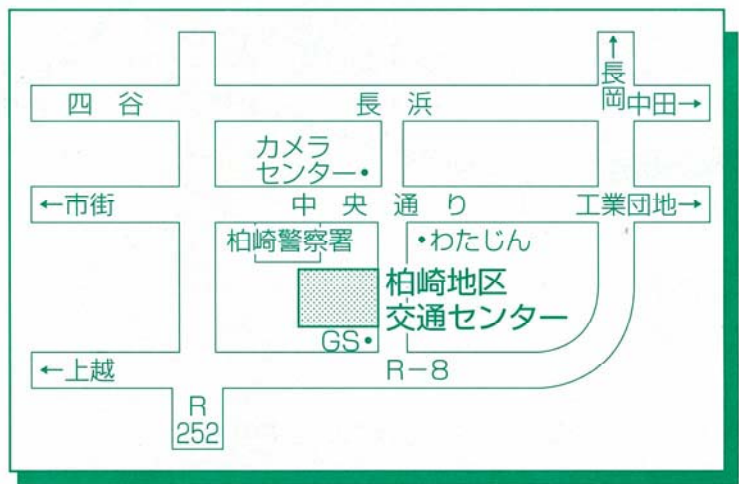 ↑長岡
四谷
長浜
中田→
カメラ
センター
←市街
中央通り
工業団地→
柏崎警察署
わたじん
柏崎地区
交通センター
GS
←上越
R-8
R
252